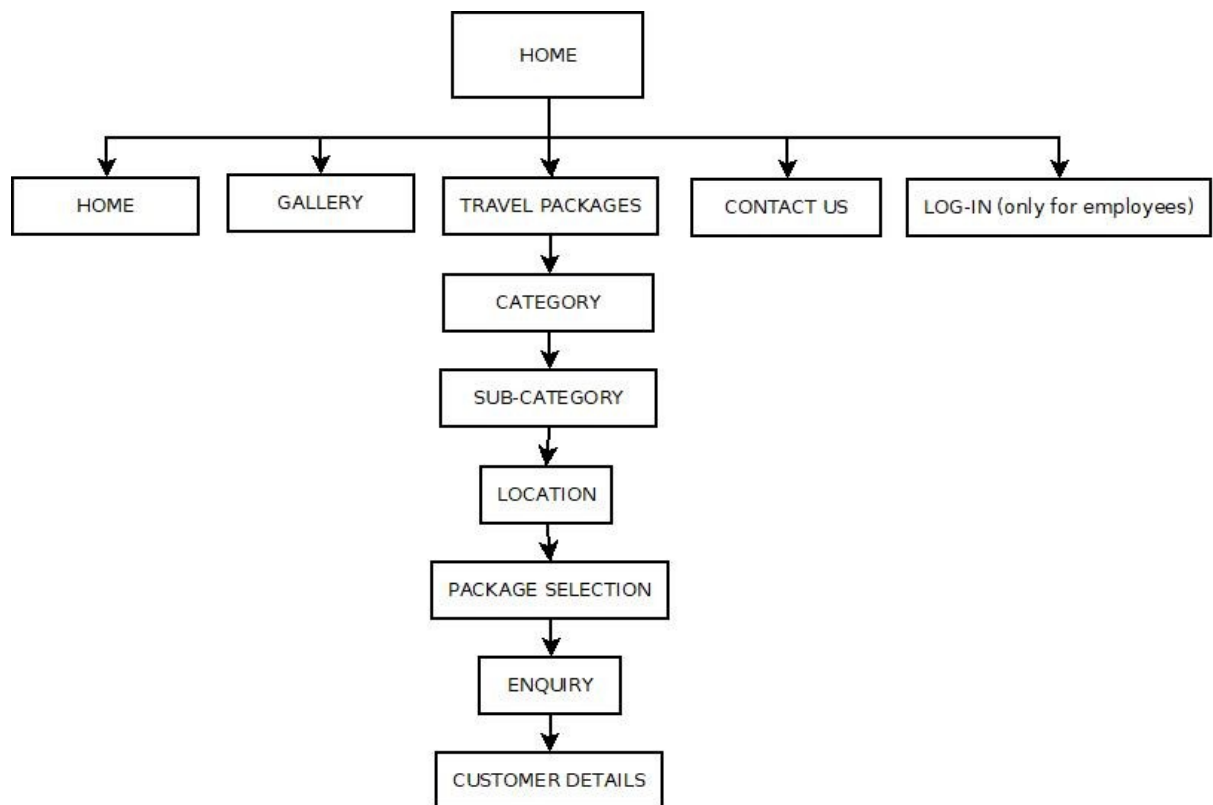 HOME
HOME
GALLERY
TRAVEL PACKAGES
CONTACT US
LOG-IN (only for employees)
CATEGORY
SUB-CATEGORY
LOCATION
PACKAGE SELECTION
ENQUIRY
CUSTOMER DETAILS